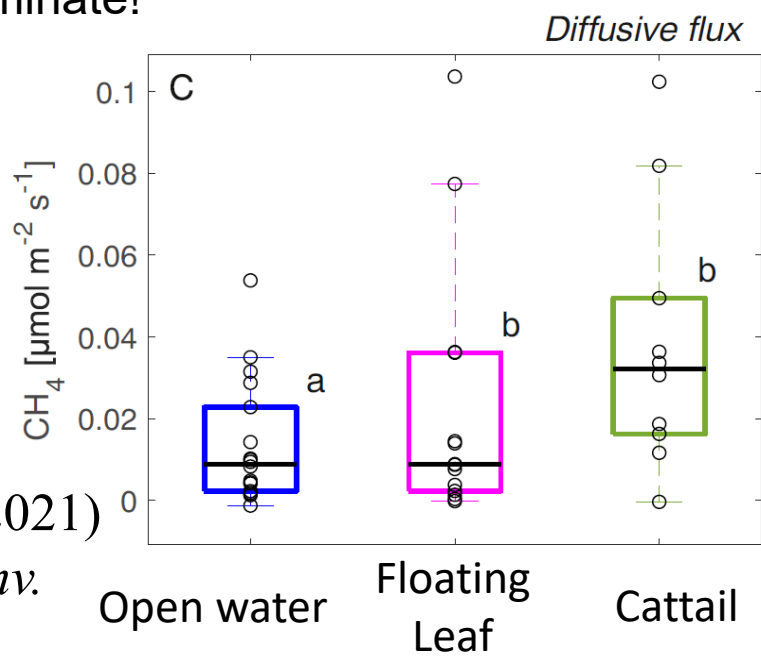 Diffusive flux
C
CH₄ [µmol m⁻² s⁻¹]
0.1
0.08
0.06
0.04
0.02
0
a
b
b
Open water
Floating
Leaf
Cattail